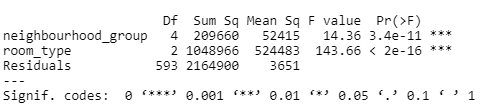 Df Sum Sq Mean Sq F value Pr(>F)
neighbourhood_group 4 209660 52415 14.36 3.4e-11 ***
room_type 2 1048966 524483 143.66 < 2e-16 ***
Residuals 593 2164900 3651
---
Signif. codes: 0 ‘***’ 0.001 ‘**’ 0.01 ‘*’ 0.05 ‘.’ 0.1 ‘ ’ 1